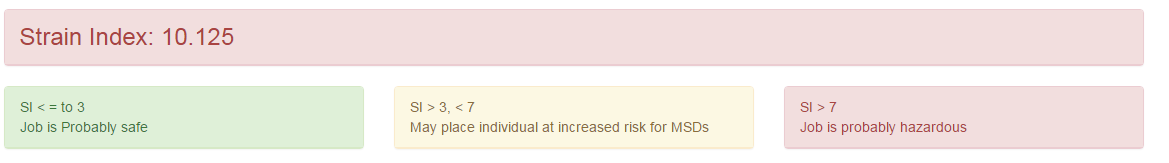 Strain Index: 10.125
SI < = to 3
Job is Probably safe
SI > 3, < 7
May place individual at increased risk for MSDs
SI > 7
Job is probably hazardous